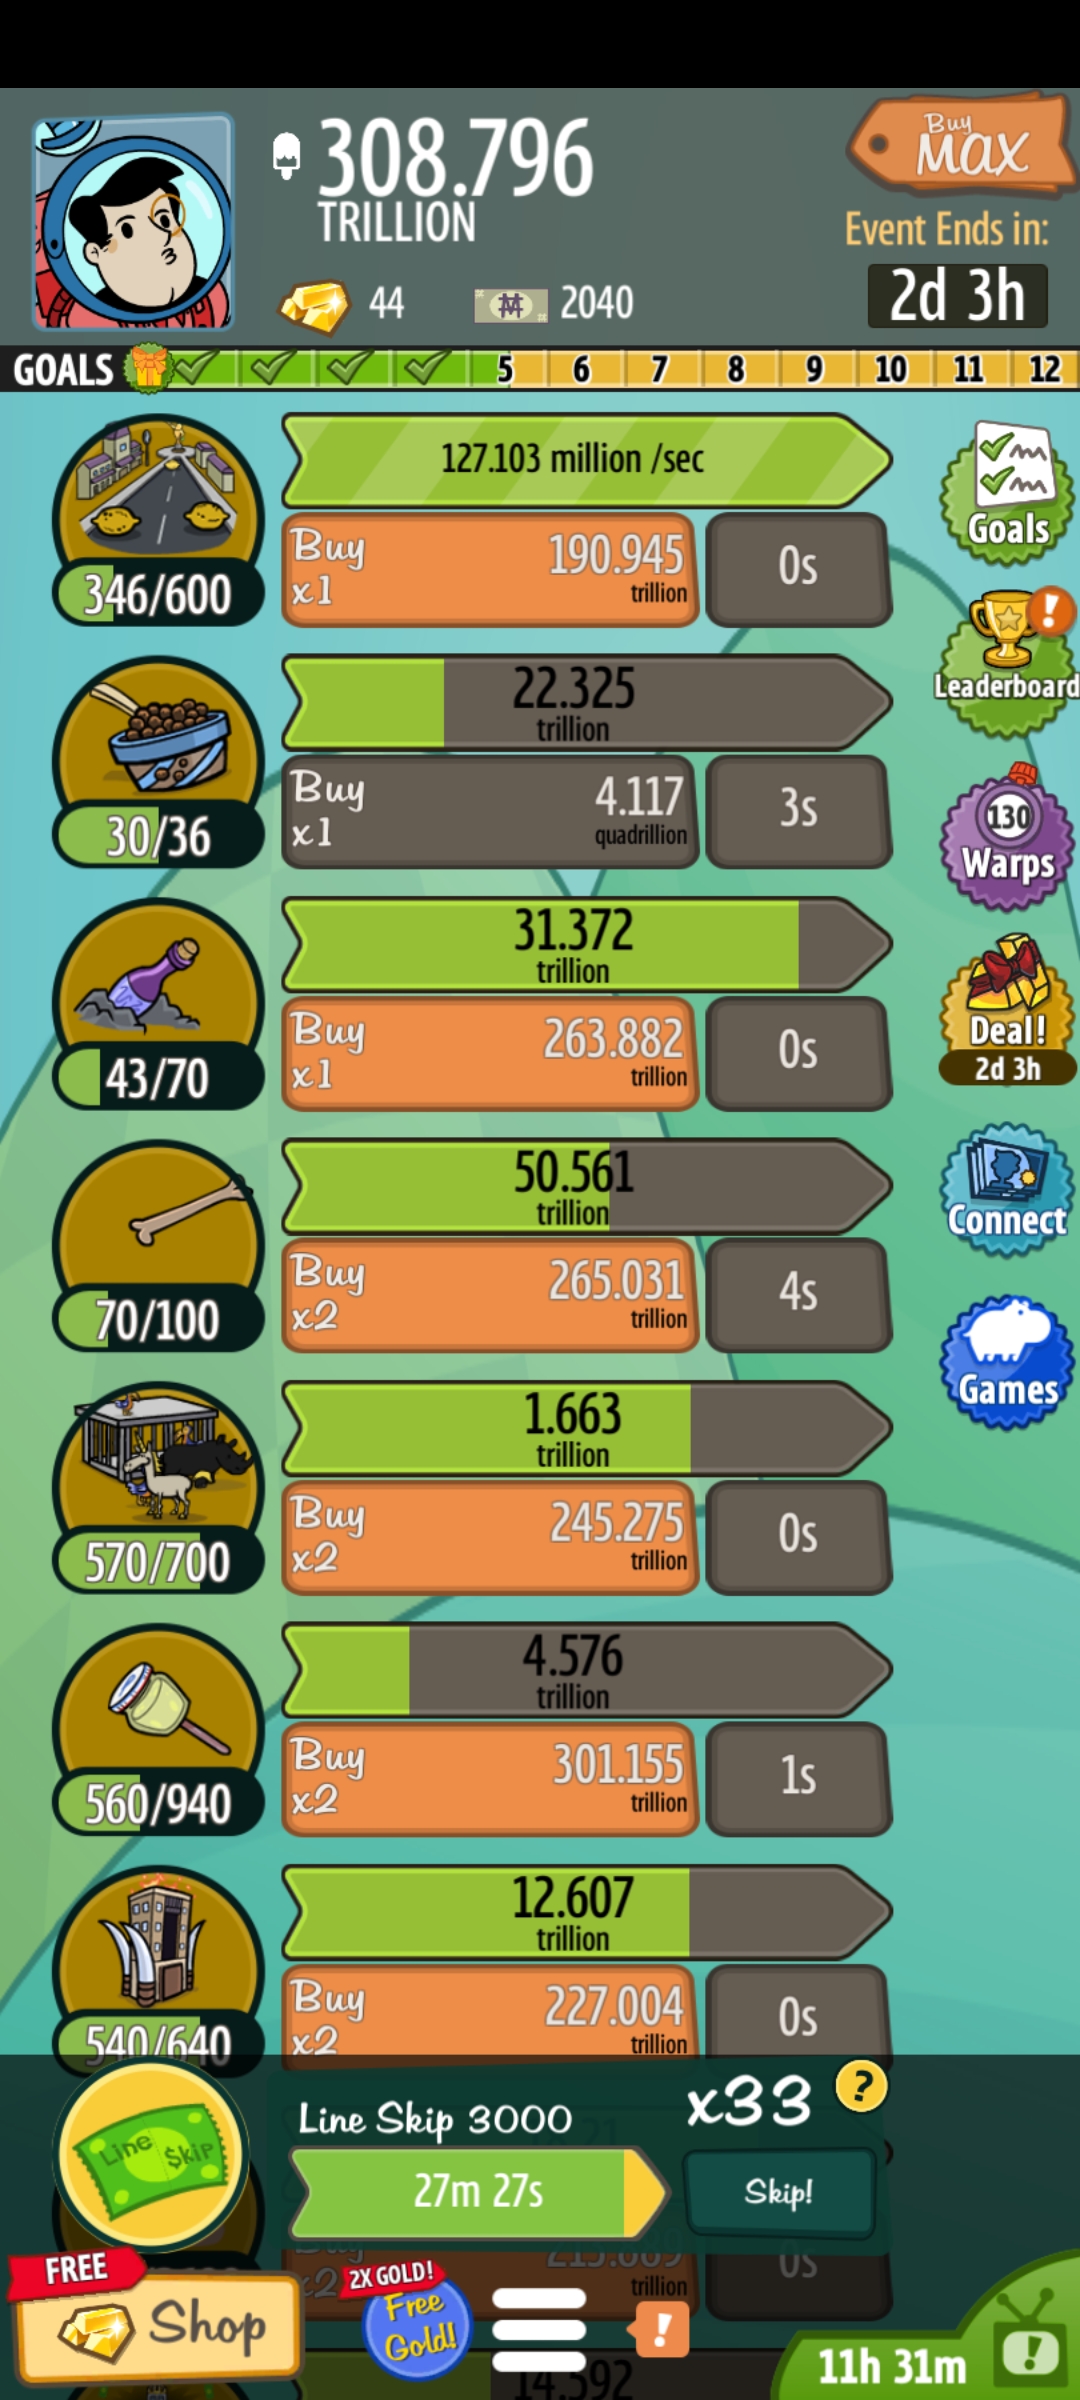 308.796
TRILLION
Buy
MAX
Event Ends in:
2d 3h
44
2040
GOALS 5 6 7 8 9 10 11 12
127.103 million /sec
Buy
x1
190.945
trillion
0s
346/600
Goals
22.325
trillion
Buy
x1
4.117
quadrillion
3s
30/36
!
Leaderboard
130
Warps
31.372
trillion
Buy
x1
263.882
trillion
0s
43/70
Deal!
2d 3h
50.561
trillion
Buy
x2
265.031
trillion
4s
70/100
Connect
Games
1.663
trillion
Buy
x2
245.275
trillion
0s
570/700
4.576
trillion
Buy
x2
301.155
trillion
1s
560/940
12.607
trillion
Buy
x2
227.004
trillion
0s
540/640
Line Skip
Line Skip 3000
x33
?
27m 27s
Skip!
Buy
x2
trillion
0s
FREE
Shop
2X GOLD!
Free
Gold!
!
14.592
11h 31m
!